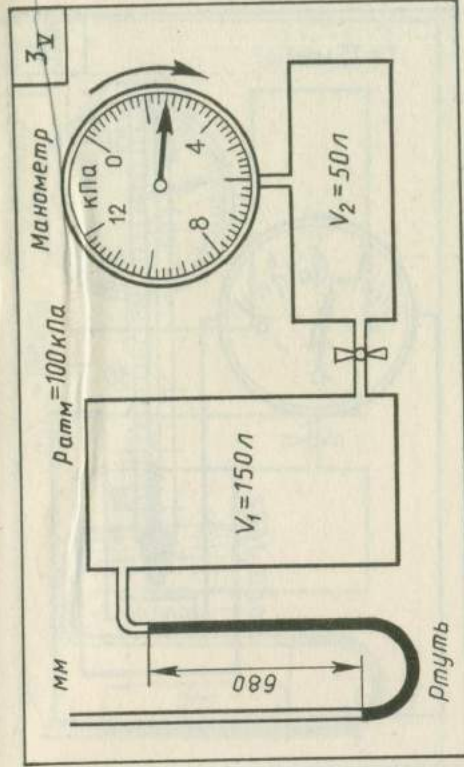 3V
Манометр
Pатм=100кПа
мм
0
кПа
12
4
8
680
V₁=150л
V₂=50л
Ртуть